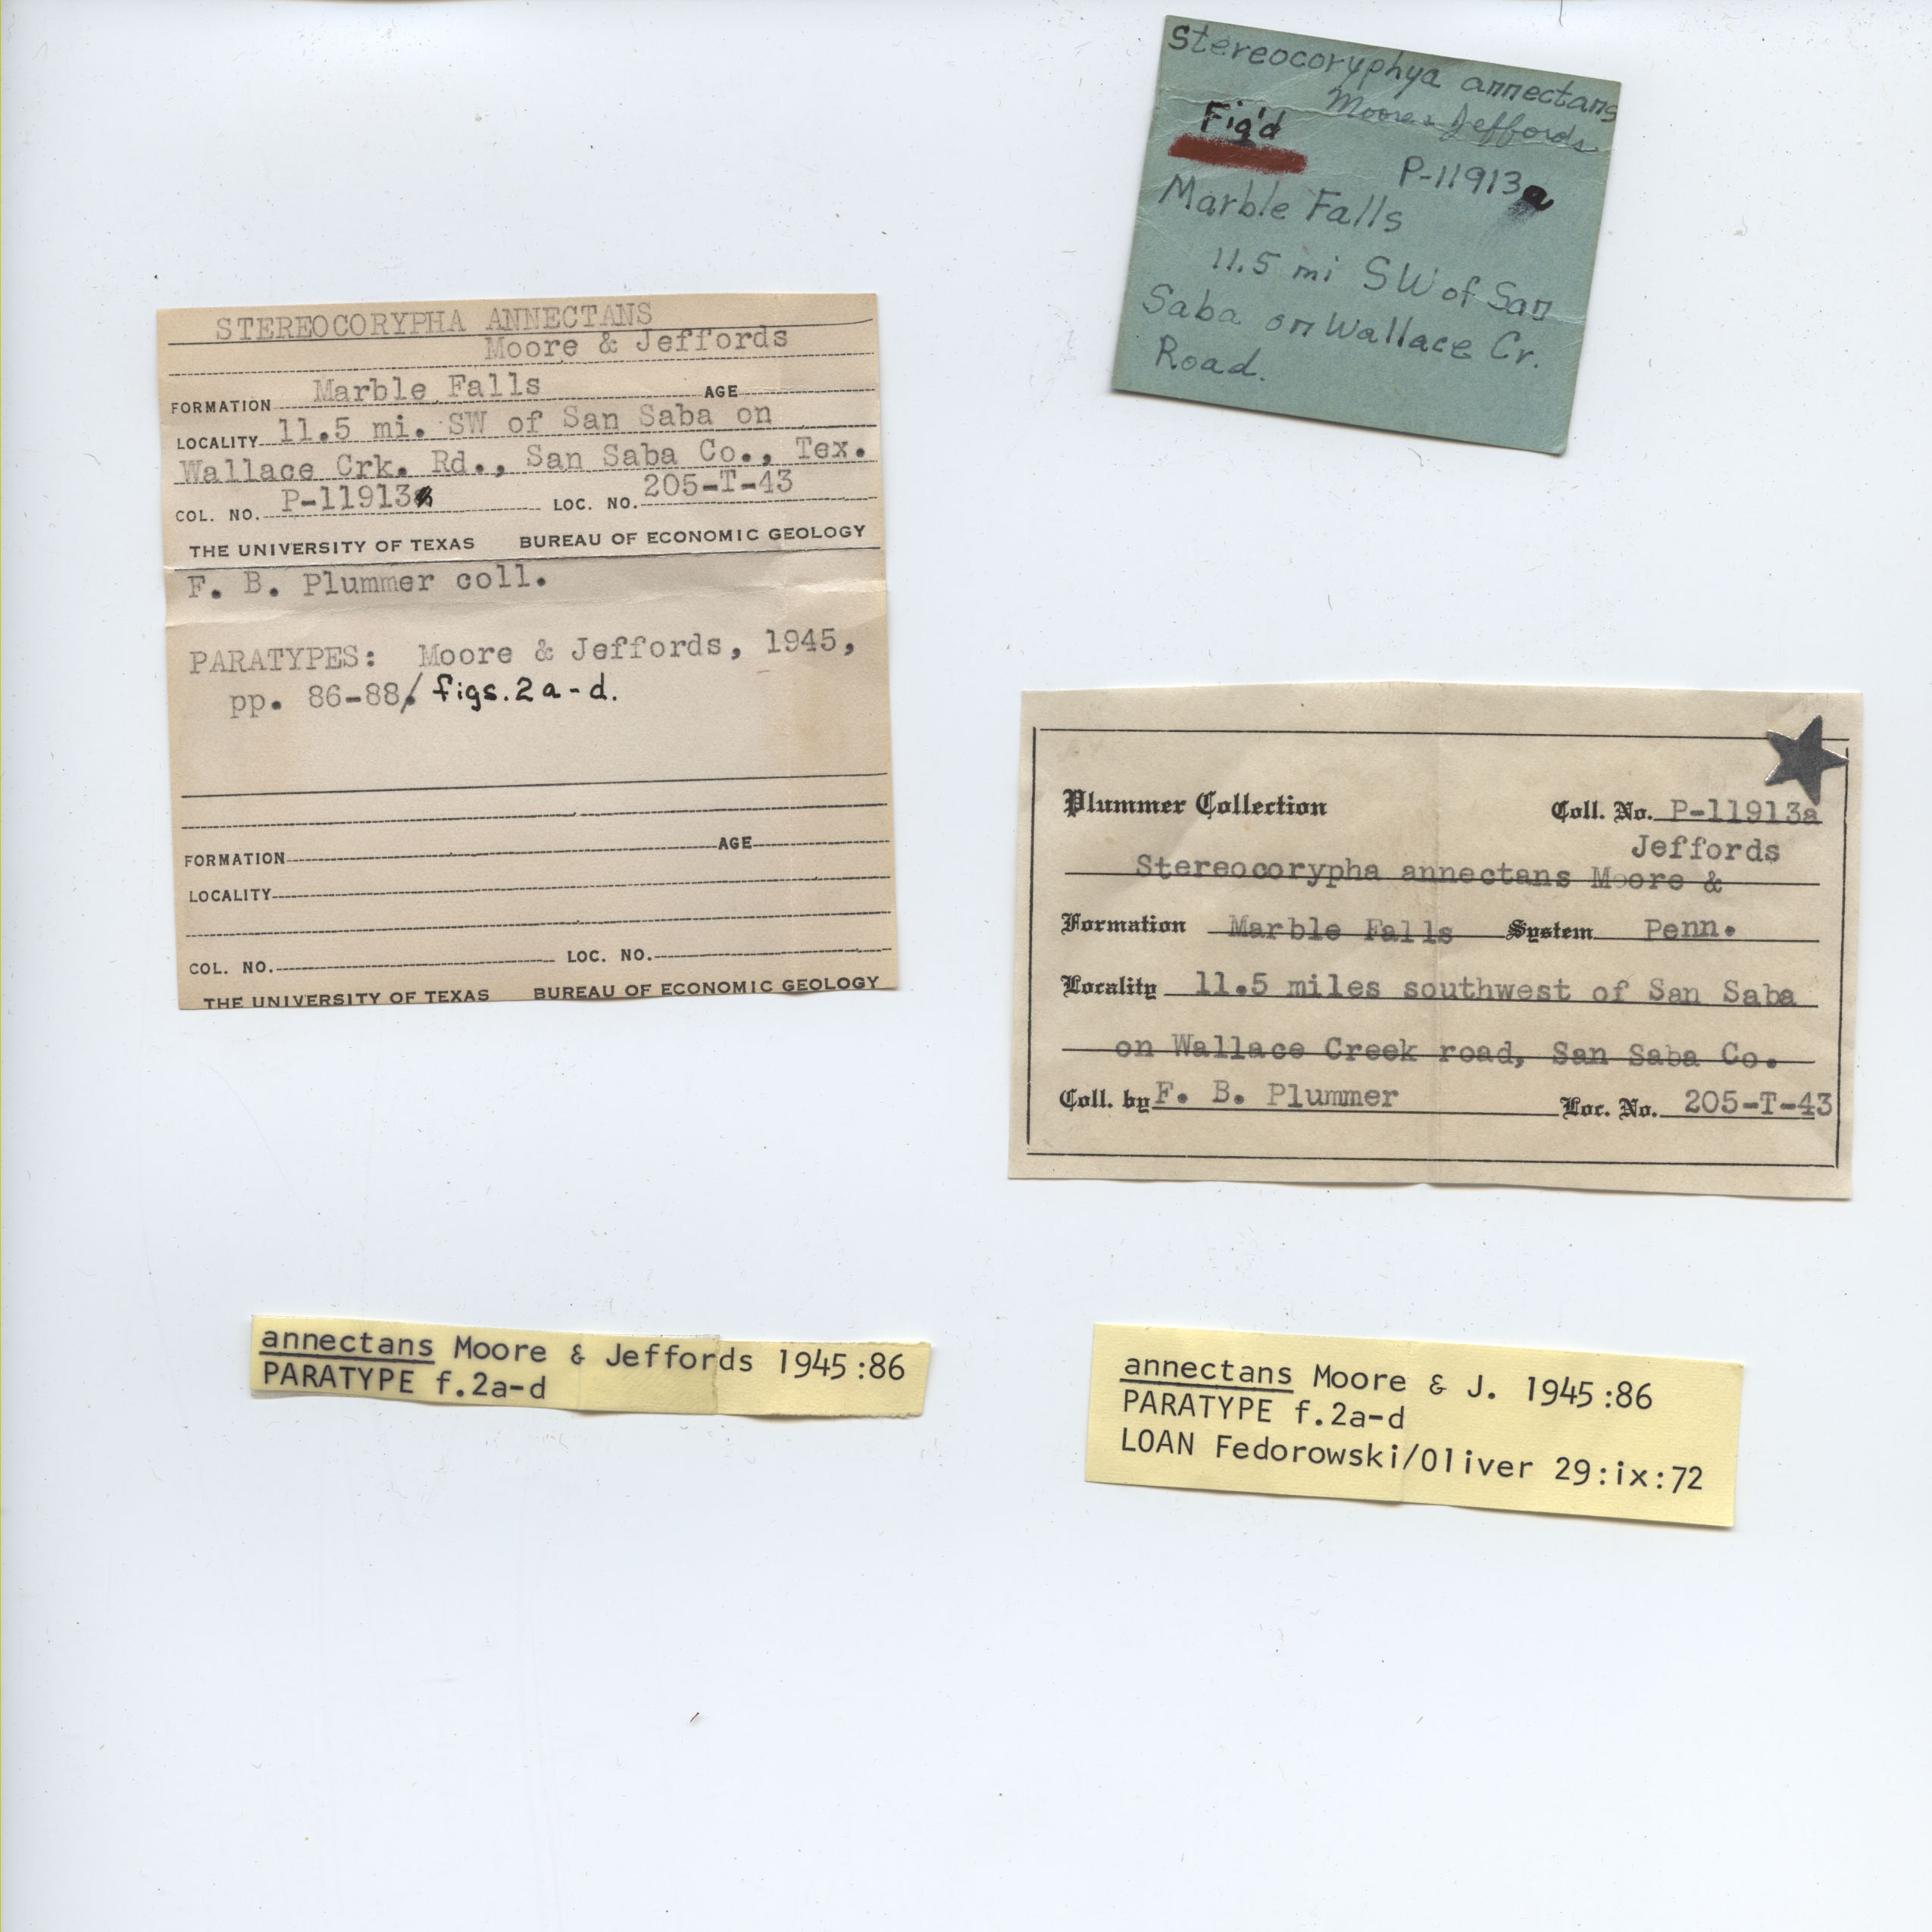 Stereocoryphya annectans
Moore & Jeffords
Fig'd
P-11913a
Marble Falls
11.5 mi SW of San
Saba on Wallace Cr.
Road.
STEREOCORYPHA ANNECTANS
Moore & Jeffords
FORMATION Marble Falls AGE
LOCALITY 11.5 mi. SW of San Saba on
Wallace Crk. Rd., San Saba Co., Tex.
COL. NO. P-11913 LOC. NO. 205-T-43
THE UNIVERSITY OF TEXAS BUREAU OF ECONOMIC GEOLOGY
F. B. Plummer coll.
PARATYPES: Moore & Jeffords, 1945,
pp. 86-88, figs. 2a-d.
FORMATION AGE
LOCALITY
COL. NO. LOC. NO.
THE UNIVERSITY OF TEXAS BUREAU OF ECONOMIC GEOLOGY
Plummer Collection Coll. No. P-11913a
Jeffords
Stereocorypha annectans Moore &
Formation Marble Falls System Penn.
Locality 11.5 miles southwest of San Saba
on Wallace Creek road, San Saba Co.
Coll. by F. B. Plummer Loc. No. 205-T-43
annectans Moore & Jeffords 1945:86
PARATYPE f.2a-d
annectans Moore & J. 1945:86
PARATYPE f.2a-d
LOAN Fedorowski/Oliver 29:ix:72